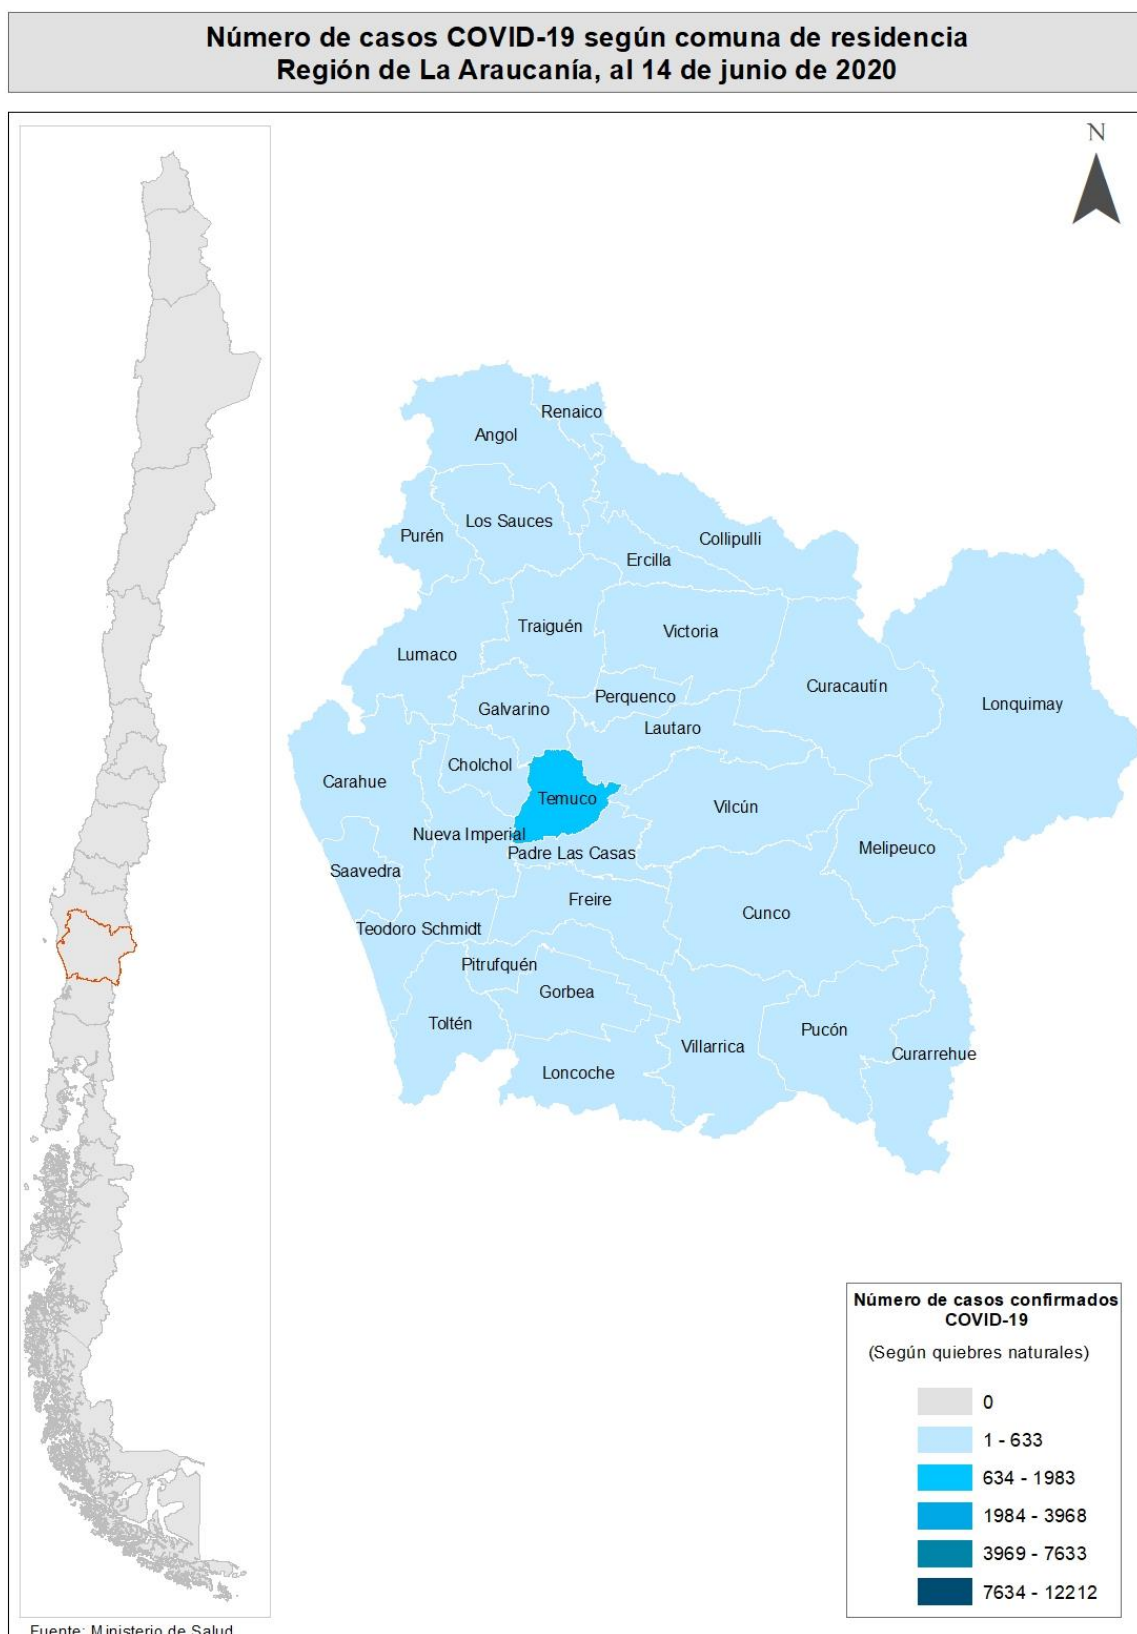 Número de casos COVID-19 según comuna de residencia
Región de La Araucanía, al 14 de junio de 2020
N
Renaico
Angol
Los Sauces
Purén
Collipulli
Ercilla
Traiguén
Victoria
Lumaco
Curacautín
Perquenco
Lonquimay
Galvarino
Lautaro
Cholchol
Carahue
Temuco
Vilcún
Nueva Imperial
Melipeuco
Padre Las Casas
Saavedra
Freire
Cunco
Teodoro Schmidt
Pitrufquén
Gorbea
Toltén
Pucón
Villarrica
Curarrehue
Loncoche
Número de casos confirmados
COVID-19
(Según quiebres naturales)
0
1 - 633
634 - 1983
1984 - 3968
3969 - 7633
7634 - 12212
Fuente: Ministerio de Salud